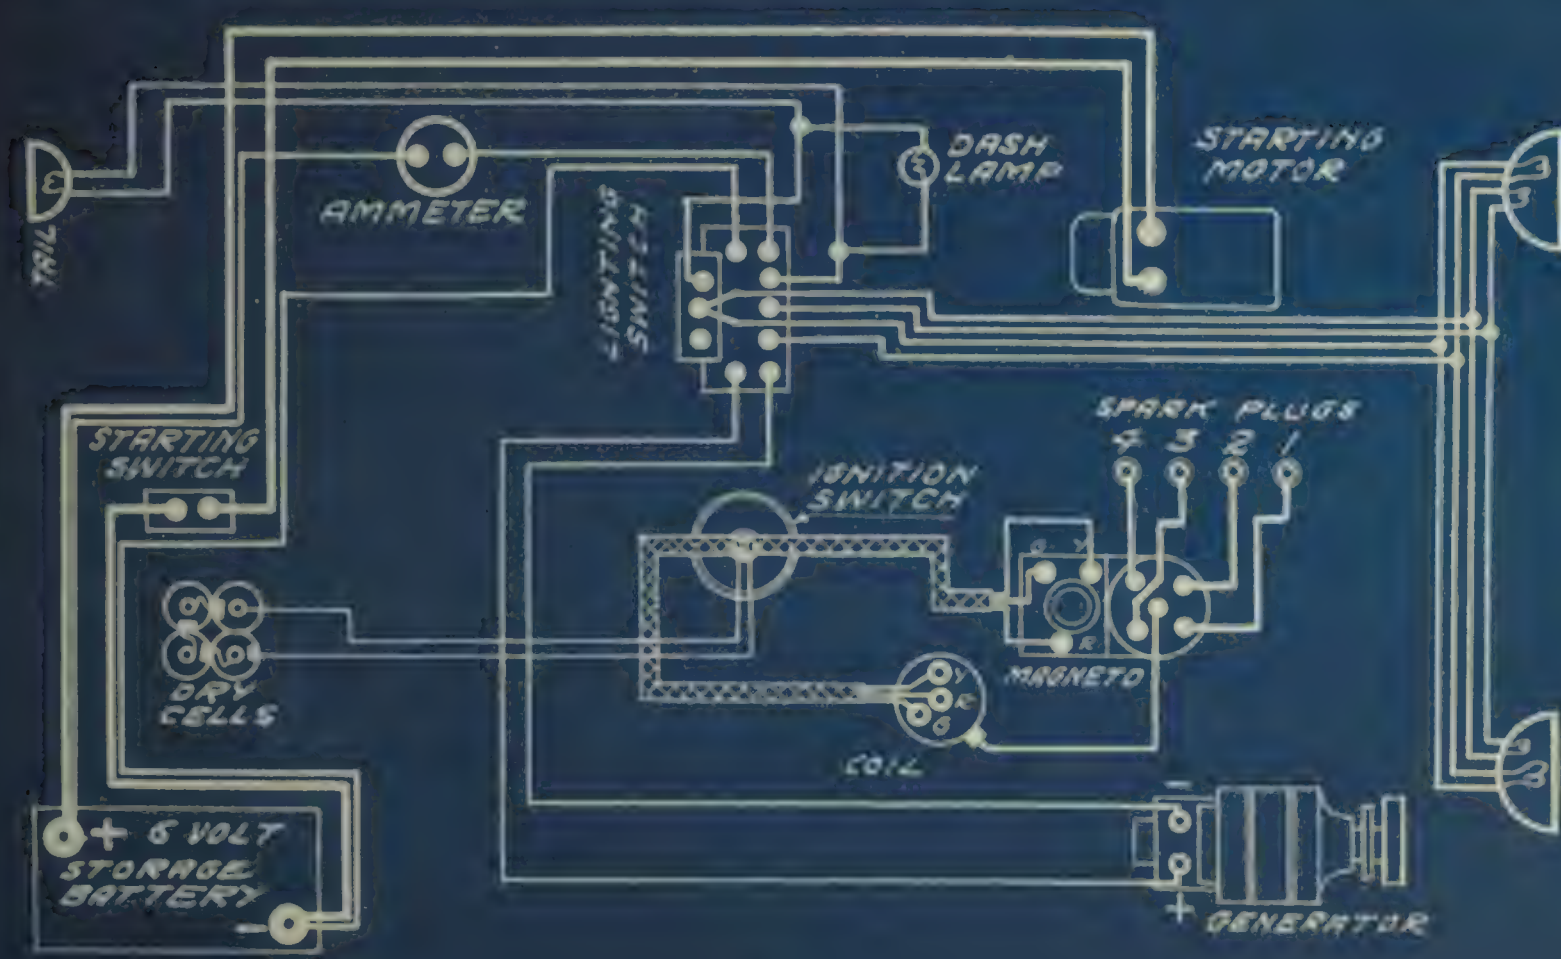 TAIL
AMMETER
LIGHTING
SWITCH
DASH
LAMP
STARTING
MOTOR
STARTING
SWITCH
SPARK PLUGS
4 3 2 1
IGNITION
SWITCH
G Y
R
MAGNETO
DRY
CELLS
Y
R
G
COIL
+ 6 VOLT
STORAGE
BATTERY
-
-
+
GENERATOR